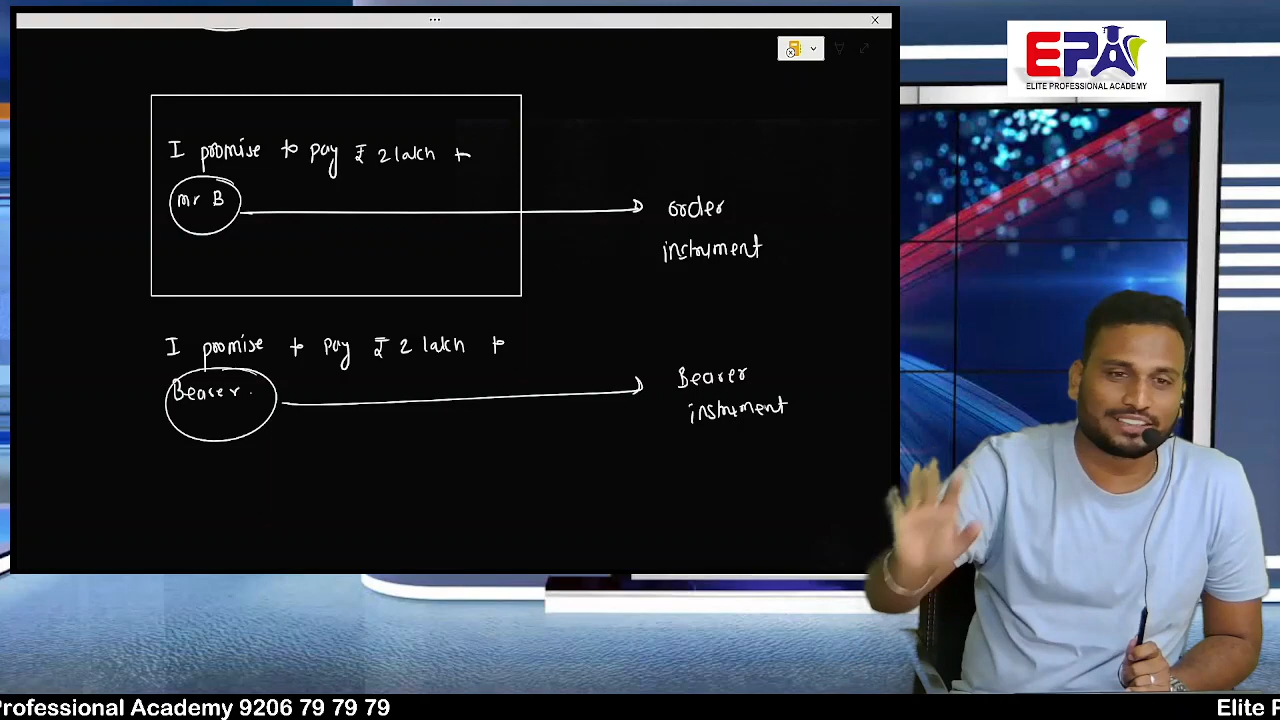 EPA
ELITE PROFESSIONAL ACADEMY
I promise to pay ₹ 2 lakh to
Mr B
order
instrument
I promise to pay ₹ 2 lakh to
Bearer.
Bearer
instrument
Professional Academy 9206 79 79 79
Elite P